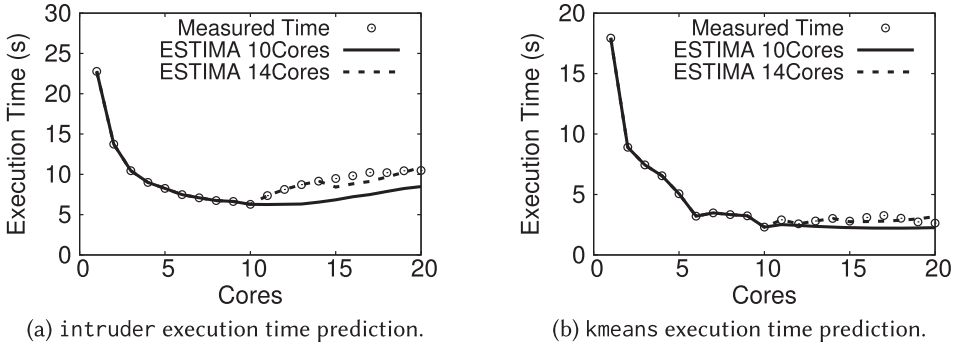 30
25
20
15
10
5
0
0 5 10 15 20
Execution Time (s)
Cores
Measured Time
ESTIMA 10Cores
ESTIMA 14Cores
(a) intruder execution time prediction.
20
15
10
5
0
0 5 10 15 20
Execution Time (s)
Cores
Measured Time
ESTIMA 10Cores
ESTIMA 14Cores
(b) kmeans execution time prediction.